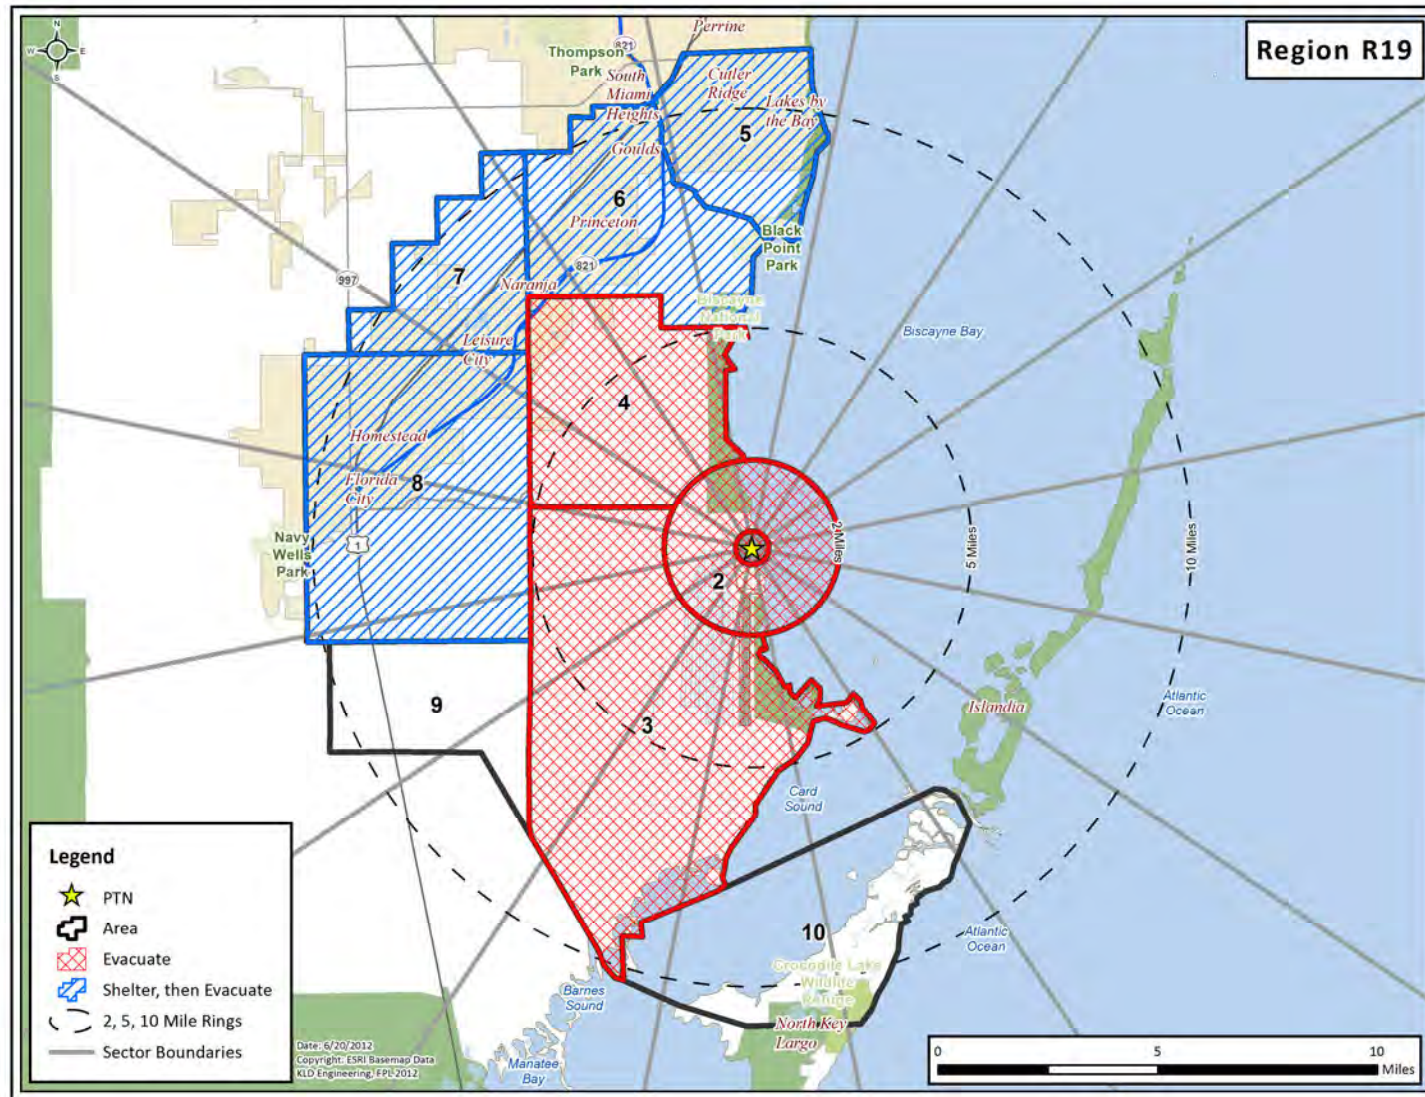 Region R19
N
W
E
S
Perrine
821
Thompson
Park
South
Miami
Heights
Cutler
Ridge
Lakes by
the Bay
5
Goulds
6
Princeton
Black
Point
Park
821
997
7
Naranja
Biscayne
National
Park
Biscayne Bay
Leisure
City
4
Homestead
8
Florida
City
Navy
Wells
Park
1
2 Miles
5 Miles
10 Miles
2
9
3
Islandia
Atlantic
Ocean
Card
Sound
10
Atlantic
Ocean
Crocodile Lake
Wildlife
Refuge
Barnes
Sound
North Key
Largo
Manatee
Bay
Legend
PTN
Area
Evacuate
Shelter, then Evacuate
2, 5, 10 Mile Rings
Sector Boundaries
Date: 6/20/2012
Copyright: ESRI Basemap Data
KLD Engineering, FPL 2012
0
5
10
Miles